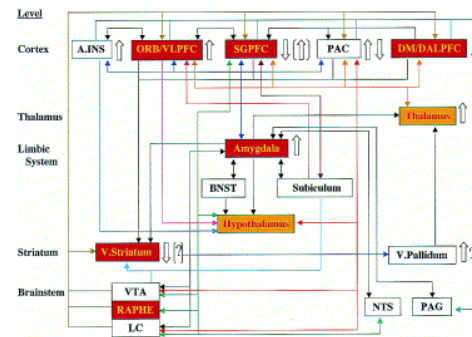 Level
Cortex A.INS ORB/VLPFC SGPFC PAC DM/DALPFC
Thalamus Thalamus
Limbic System Amygdala
BNST Subiculum
Hypothalamus
Striatum V.Striatum ? V.Pallidum ?
Brainstem VTA
RAPHE NTS PAG
LC